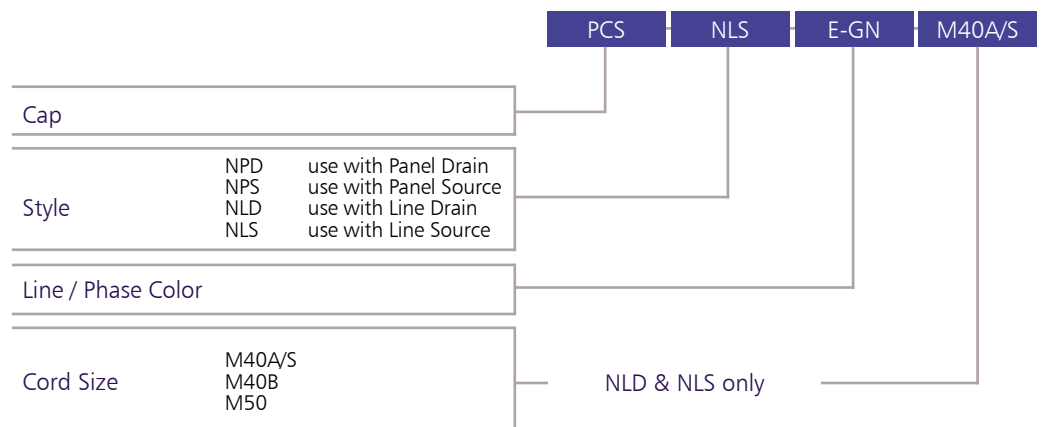 PCS NLS E-GN M40A/S
Cap
NPD use with Panel Drain
NPS use with Panel Source
Style
NLD use with Line Drain
NLS use with Line Source
Line / Phase Color
M40A/S
Cord Size M40B NLD & NLS only
M50